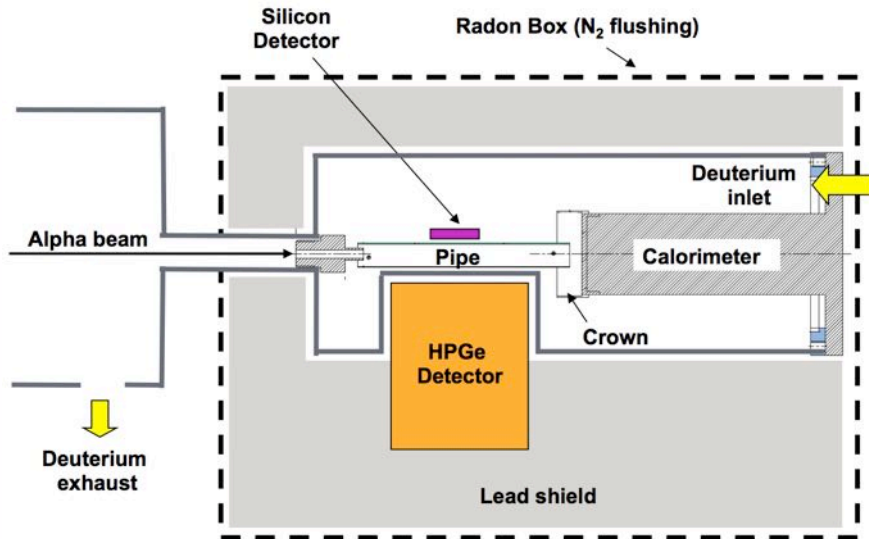 Silicon
Detector
Radon Box (N₂ flushing)
Deuterium
inlet
Alpha beam
Pipe
Calorimeter
Crown
HPGe
Detector
Deuterium
exhaust
Lead shield